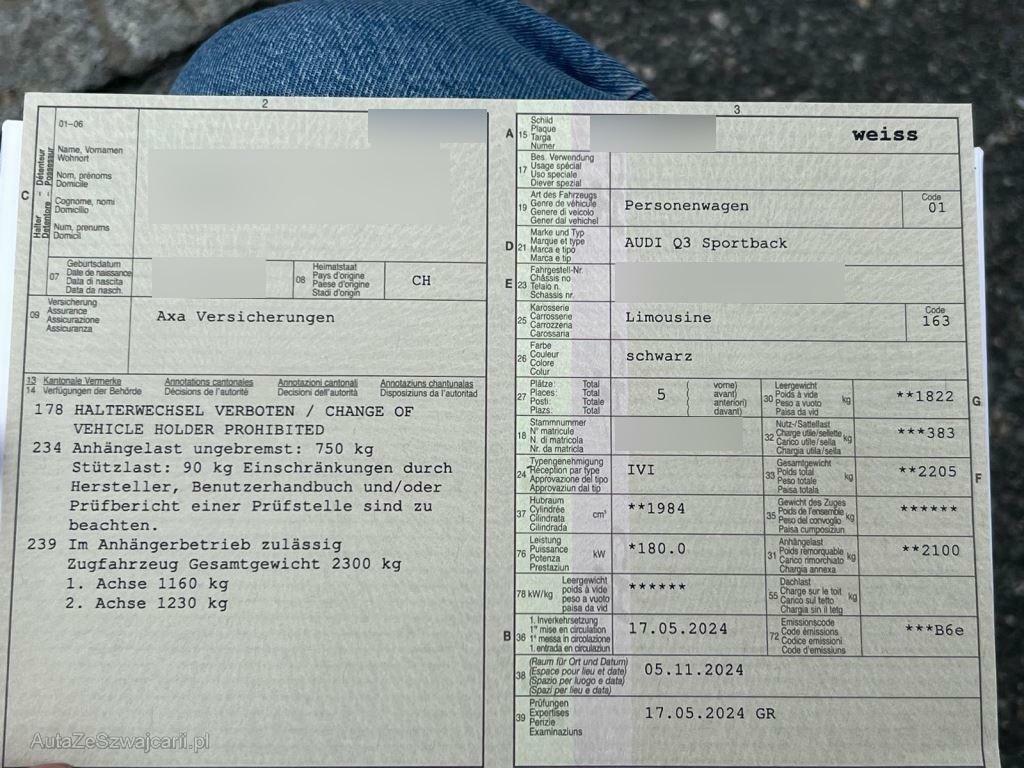 2
01-06
Halter – Détenteur
Detentore – Possessur
C
Name, Vornamen
Wohnort
Nom, prénoms
Domicile
Cognome, nomi
Domicilio
Num, prenums
Domicil
07
Geburtsdatum
Date de naissance
Data di nascita
Data da nasch.
08
Heimatstaat
Pays d'origine
Paese d'origine
Stadi d'origin
CH
09
Versicherung
Assurance
Assicurazione
Assicuranza
Axa Versicherungen
13 Kantonale Vermerke Annotations cantonales Annotazioni cantonali Annotaziuns chantunalas
14 Verfügungen der Behörde Décisions de l'autorité Decisioni dell'autorità Disposiziuns da l'autoritad
178 HALTERWECHSEL VERBOTEN / CHANGE OF
VEHICLE HOLDER PROHIBITED
234 Anhängelast ungebremst: 750 kg
Stützlast: 90 kg Einschränkungen durch
Hersteller, Benutzerhandbuch und/oder
Prüfbericht einer Prüfstelle sind zu
beachten.
239 Im Anhängerbetrieb zulässig
Zugfahrzeug Gesamtgewicht 2300 kg
1. Achse 1160 kg
2. Achse 1230 kg
AutaZeSzwajcarii.pl
3
A 15
Schild
Plaque
Targa
Numer
weiss
17
Bes. Verwendung
Usage spécial
Uso speciale
Diever spezial
19
Art des Fahrzeugs
Genre de véhicule
Genere di veicolo
Gener dal vehichel
Personenwagen
Code
01
D 21
Marke und Typ
Marque et type
Marca e tipo
Marca e tip
AUDI Q3 Sportback
E 23
Fahrgestell-Nr.
Châssis no
Telaio n.
Schassis nr.
25
Karosserie
Carrosserie
Carrozzeria
Carossaria
Limousine
Code
163
26
Farbe
Couleur
Colore
Colur
schwarz
27
Plätze: Total
Places: Total
Posti: Totale
Plazs: Total
5
( vorne)
( avant)
( anteriori)
( davant)
30
Leergewicht
Poids à vide
Peso a vuoto
Paisa da vid
kg
**1822
G
18
Stammnummer
N° matricule
N. di matricola
Nr. da matricla
32
Nutz-/Sattellast
Charge utile/sellette
Carico utile/sella
Chargia utila/sella
kg
***383
24
Typengenehmigung
Réception par type
Approvazione del tipo
Approvaziun dal tip
IVI
33
Gesamtgewicht
Poids total
Peso totale
Paisa totala
kg
**2205
F
37
Hubraum
Cylindrée
Cilindrata
Cilindrada
cm³
**1984
35
Gewicht des Zuges
Poids de l'ensemble
Peso del convoglio
Paisa cumposiziun
kg
******
76
Leistung
Puissance
Potenza
Prestaziun
kW
*180.0
31
Anhängelast
Poids remorquable
Carico rimorchiato
Chargia annexa
kg
**2100
78 kW/kg
Leergewicht
poids à vide
peso a vuoto
paisa da vid
******
55
Dachlast
Charge sur le toit
Carico sul tetto
Chargia sin il tetg
kg
B 36
1. Inverkehrsetzung
1re mise en circulation
1a messa in circolazione
1. entrada en circulaziun
17.05.2024
72
Emissionscode
Code émissions
Codice emissioni
Code d'emissiuns
***B6e
38
(Raum für Ort und Datum)
(Espace pour lieu et date)
(Spazio per luogo e data)
(Spazi per lieu e data)
05.11.2024
39
Prüfungen
Expertises
Perizie
Examinaziuns
17.05.2024 GR